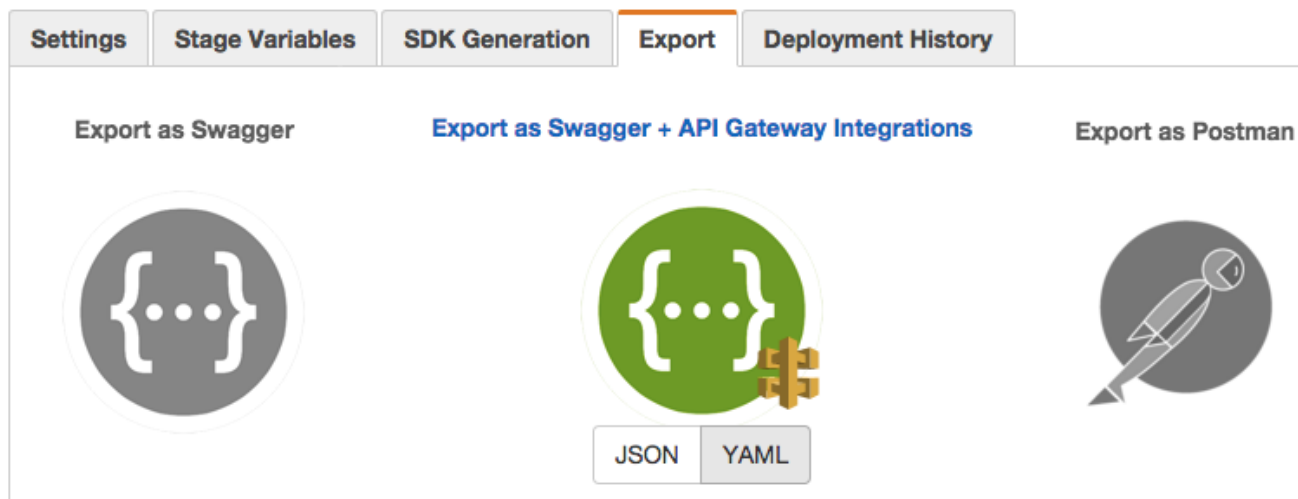 Settings Stage Variables SDK Generation Export Deployment History
Export as Swagger Export as Swagger + API Gateway Integrations Export as Postman
{...} {...}
JSON YAML